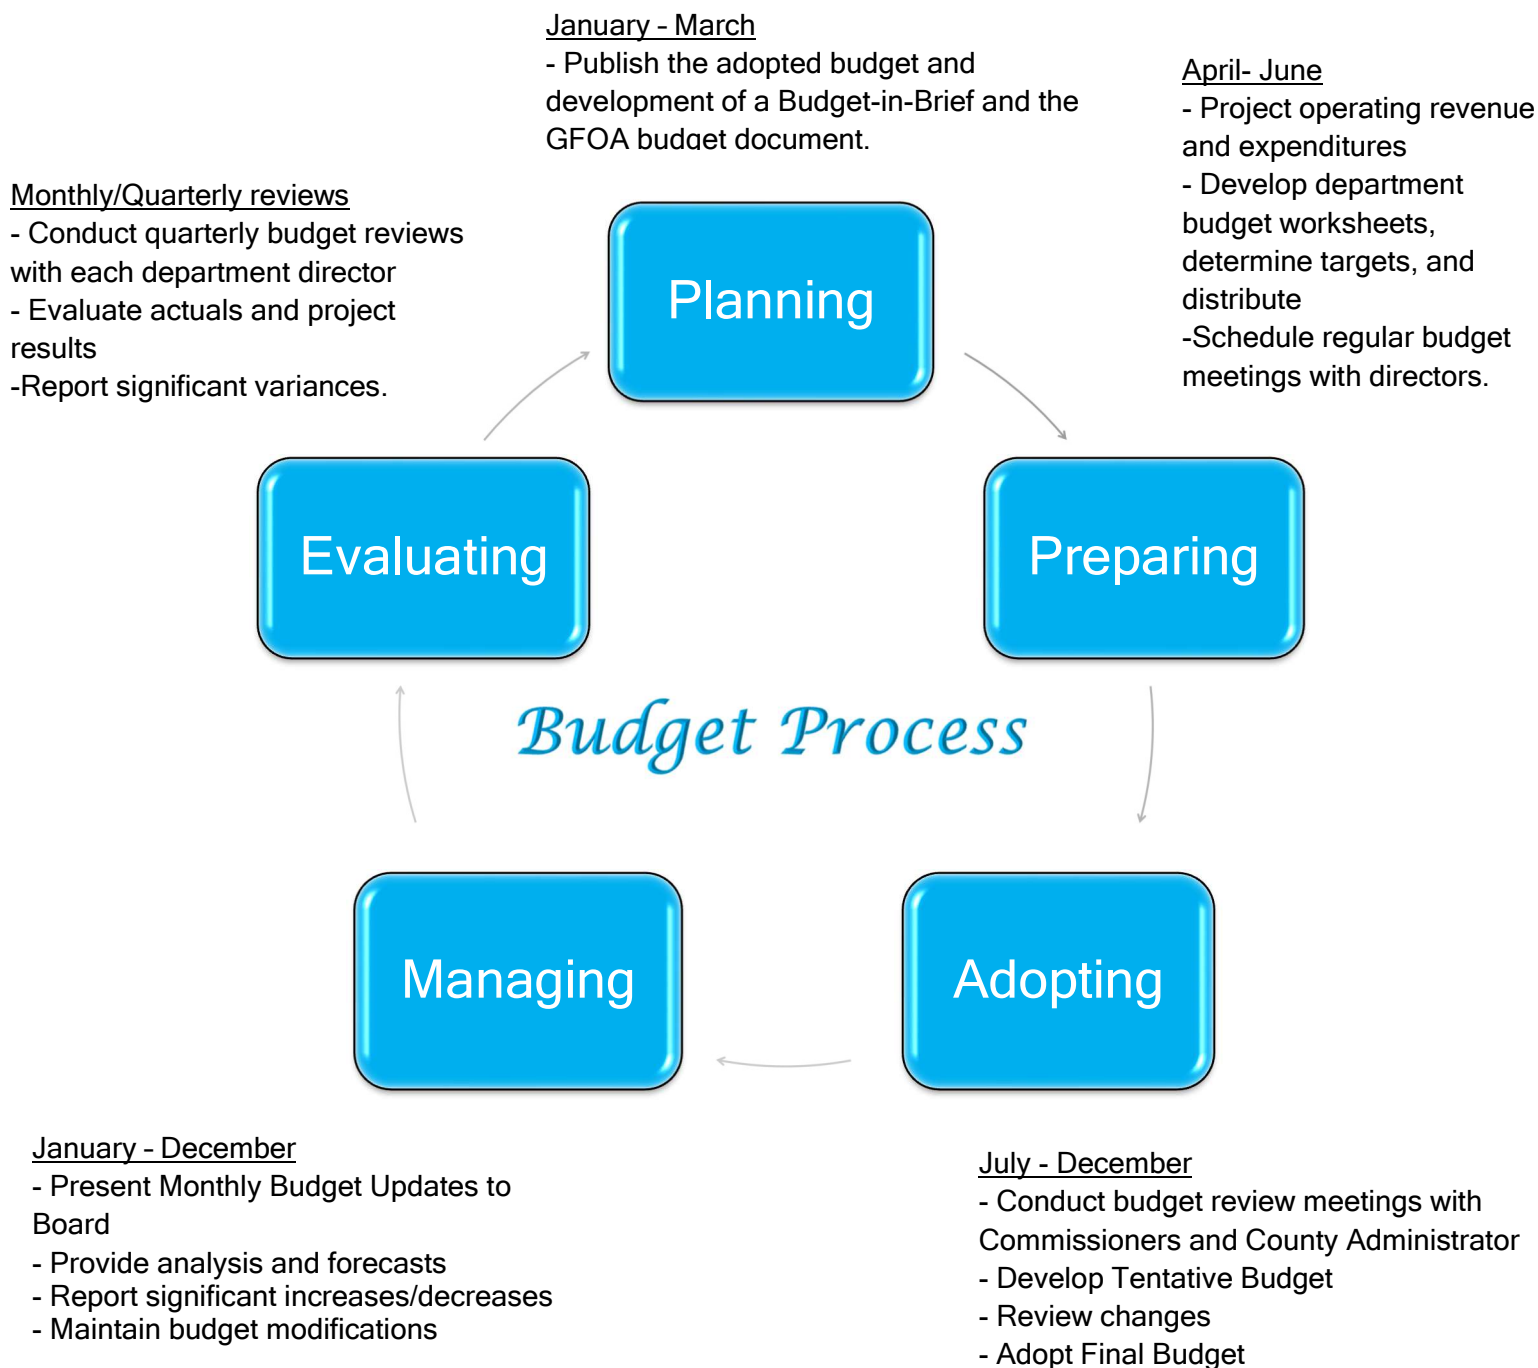 January – March
- Publish the adopted budget and
development of a Budget-in-Brief and the
GFOA budget document.
April- June
- Project operating revenue
and expenditures
- Develop department
budget worksheets,
determine targets, and
distribute
-Schedule regular budget
meetings with directors.
Monthly/Quarterly reviews
- Conduct quarterly budget reviews
with each department director
- Evaluate actuals and project
results
-Report significant variances.
Planning
Evaluating
Preparing
Budget Process
Managing
Adopting
January – December
- Present Monthly Budget Updates to
Board
- Provide analysis and forecasts
- Report significant increases/decreases
- Maintain budget modifications
July - December
- Conduct budget review meetings with
Commissioners and County Administrator
- Develop Tentative Budget
- Review changes
- Adopt Final Budget